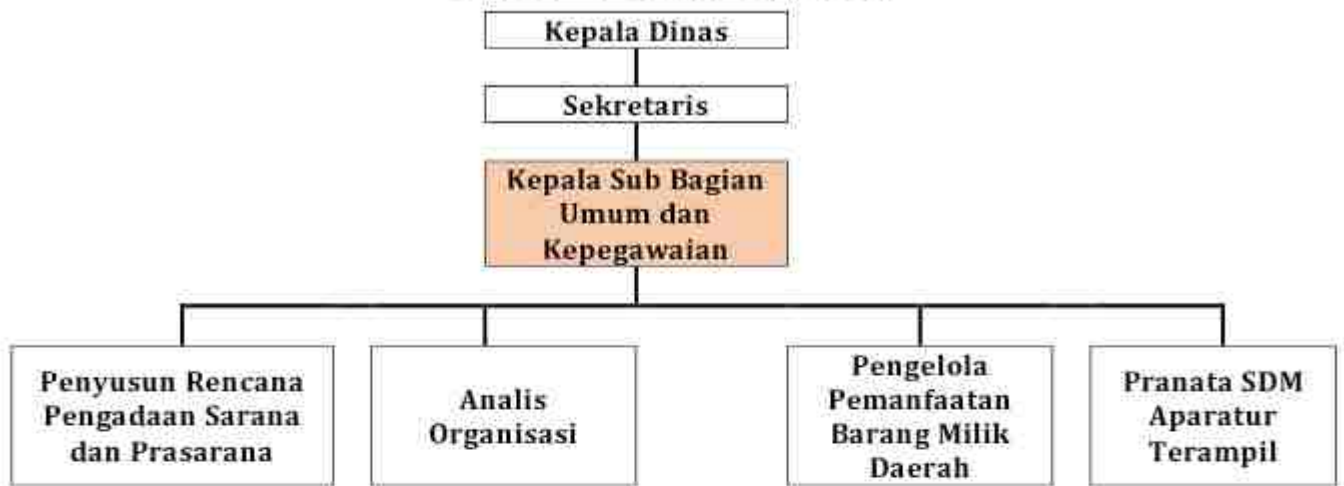 Kepala Dinas
Sekretaris
Kepala Sub Bagian
Umum dan
Kepegawaian
Penyusun Rencana
Pengadaan Sarana
dan Prasarana
Analis
Organisasi
Pengelola
Pemanfaatan
Barang Milik
Daerah
Pranata SDM
Aparatur
Terampil